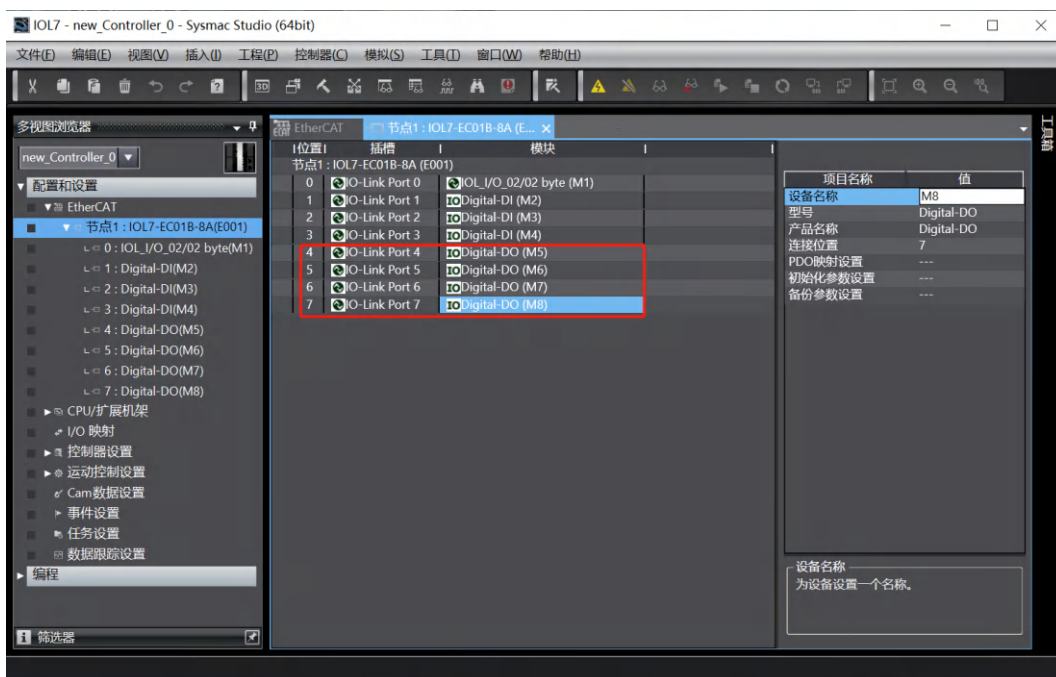 IOL7 - new_Controller_0 - Sysmac Studio (64bit)
文件(F) 编辑(E) 视图(V) 插入(I) 工程(P) 控制器(C) 模拟(S) 工具(T) 窗口(W) 帮助(H)
多视图浏览器
new_Controller_0
配置和设置
EtherCAT
节点1 : IOL7-EC01B-8A(E001)
0 : IOL_I/O_02/02 byte(M1)
1 : Digital-DI(M2)
2 : Digital-DI(M3)
3 : Digital-DI(M4)
4 : Digital-DO(M5)
5 : Digital-DO(M6)
6 : Digital-DO(M7)
7 : Digital-DO(M8)
CPU/扩展机架
I/O 映射
控制器设置
运动控制设置
Cam数据设置
事件设置
任务设置
数据跟踪设置
编程
筛选器
EtherCAT 节点1 : IOL7-EC01B-8A (E...
位置 插槽 模块
节点1 : IOL7-EC01B-8A (E001)
0 IO-Link Port 0 IOL_I/O_02/02 byte (M1)
1 IO-Link Port 1 Digital-DI (M2)
2 IO-Link Port 2 Digital-DI (M3)
3 IO-Link Port 3 Digital-DI (M4)
4 IO-Link Port 4 Digital-DO (M5)
5 IO-Link Port 5 Digital-DO (M6)
6 IO-Link Port 6 Digital-DO (M7)
7 IO-Link Port 7 Digital-DO (M8)
项目名称 值
设备名称 M8
型号 Digital-DO
产品名称 Digital-DO
连接位置 7
PDO映射设置 ---
初始化参数设置 ---
备份参数设置 ---
设备名称
为设备设置一个名称。
工具箱